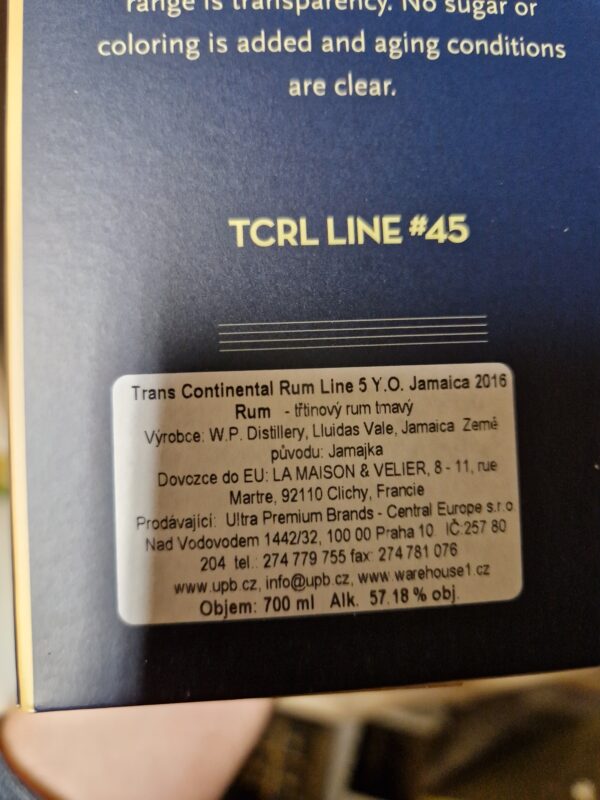 range is transparency. No sugar or
coloring is added and aging conditions
are clear.
TCRL LINE #45
Trans Continental Rum Line 5 Y.O. Jamaica 2016
Rum - třtinový rum tmavý
Výrobce: W.P. Distillery, Lluidas Vale, Jamaica Země
původu: Jamajka
Dovozce do EU: LA MAISON & VELIER, 8 - 11, rue
Martre, 92110 Clichy, Francie
Prodávající: Ultra Premium Brands - Central Europe s.r.o.
Nad Vodovodem 1442/32, 100 00 Praha 10 IČ:257 80
204 tel.: 274 779 755 fax: 274 781 076
www.upb.cz, info@upb.cz, www.warehouse1.cz
Objem: 700 ml Alk. 57.18 % obj.